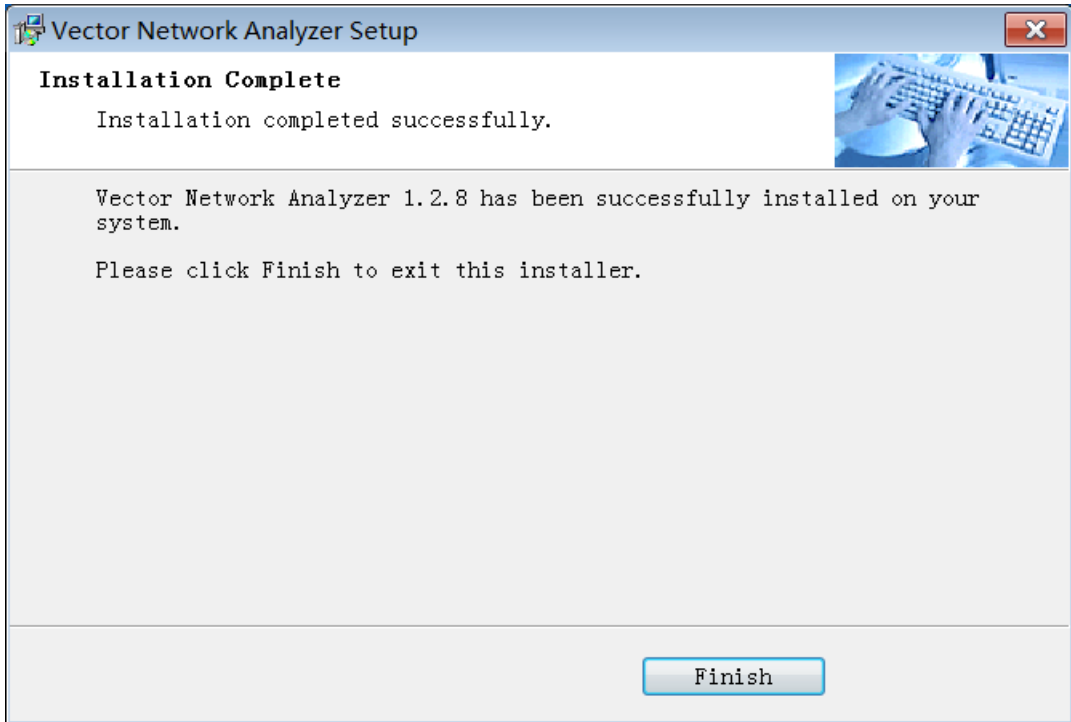 Vector Network Analyzer Setup
Installation Complete
Installation completed successfully.
Vector Network Analyzer 1.2.8 has been successfully installed on your
system.
Please click Finish to exit this installer.
Finish